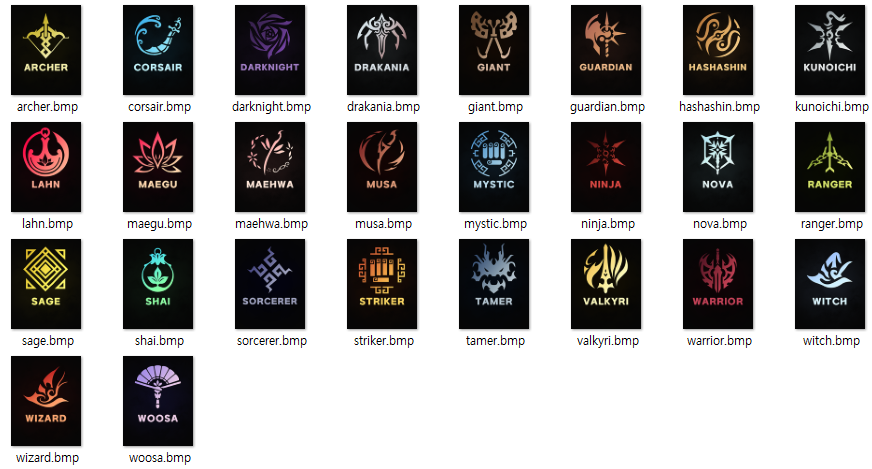 ARCHER CORSAIR DARKNIGHT DRAKANIA GIANT GUARDIAN HASHASHIN KUNOICHI
archer.bmp corsair.bmp darknight.bmp drakania.bmp giant.bmp guardian.bmp hashashin.bmp kunoichi.bmp
LAHN MAEGU MAEHWA MUSA MYSTIC NINJA NOVA RANGER
lahn.bmp maegu.bmp maehwa.bmp musa.bmp mystic.bmp ninja.bmp nova.bmp ranger.bmp
SAGE SHAI SORCERER STRIKER TAMER VALKYRI WARRIOR WITCH
sage.bmp shai.bmp sorcerer.bmp striker.bmp tamer.bmp valkyri.bmp warrior.bmp witch.bmp
WIZARD WOOSA
wizard.bmp woosa.bmp